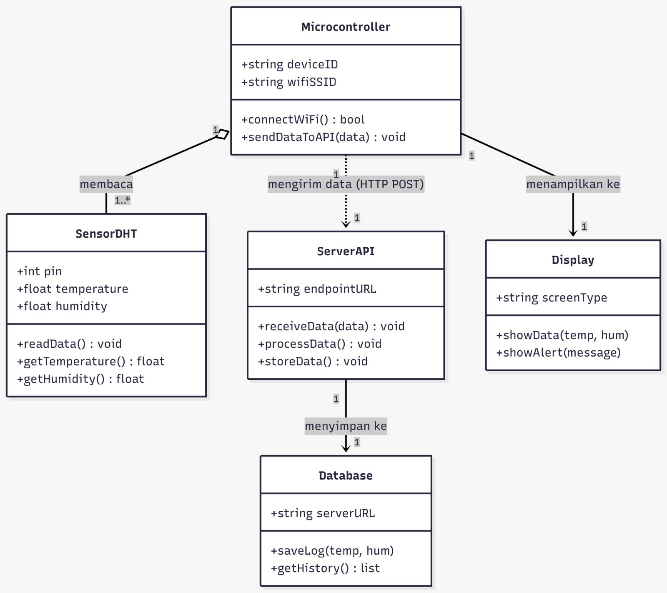 Microcontroller
+string deviceID
+string wifiSSID
+connectWiFi() : bool
+sendDataToAPI(data) : void
1
membaca
1..*
1
mengirim data (HTTP POST)
1
1
menampilkan ke
1
SensorDHT
+int pin
+float temperature
+float humidity
+readData() : void
+getTemperature() : float
+getHumidity() : float
ServerAPI
+string endpointURL
+receiveData(data) : void
+processData() : void
+storeData() : void
Display
+string screenType
+showData(temp, hum)
+showAlert(message)
1
menyimpan ke
1
Database
+string serverURL
+saveLog(temp, hum)
+getHistory() : list